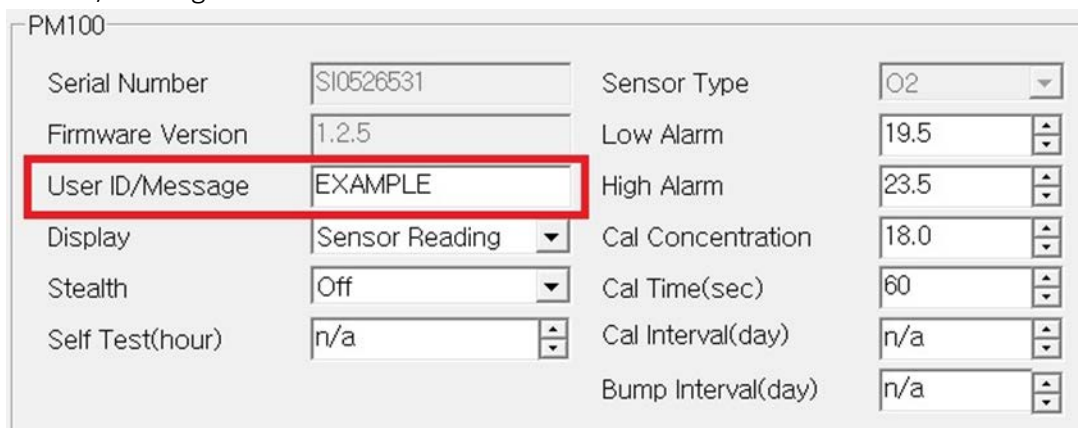 PM100
Serial Number SI0526531 Sensor Type O2
Firmware Version 1.2.5 Low Alarm 19.5
User ID/Message EXAMPLE High Alarm 23.5
Display Sensor Reading Cal Concentration 18.0
Stealth Off Cal Time(sec) 60
Self Test(hour) n/a Cal Interval(day) n/a
Bump Interval(day) n/a